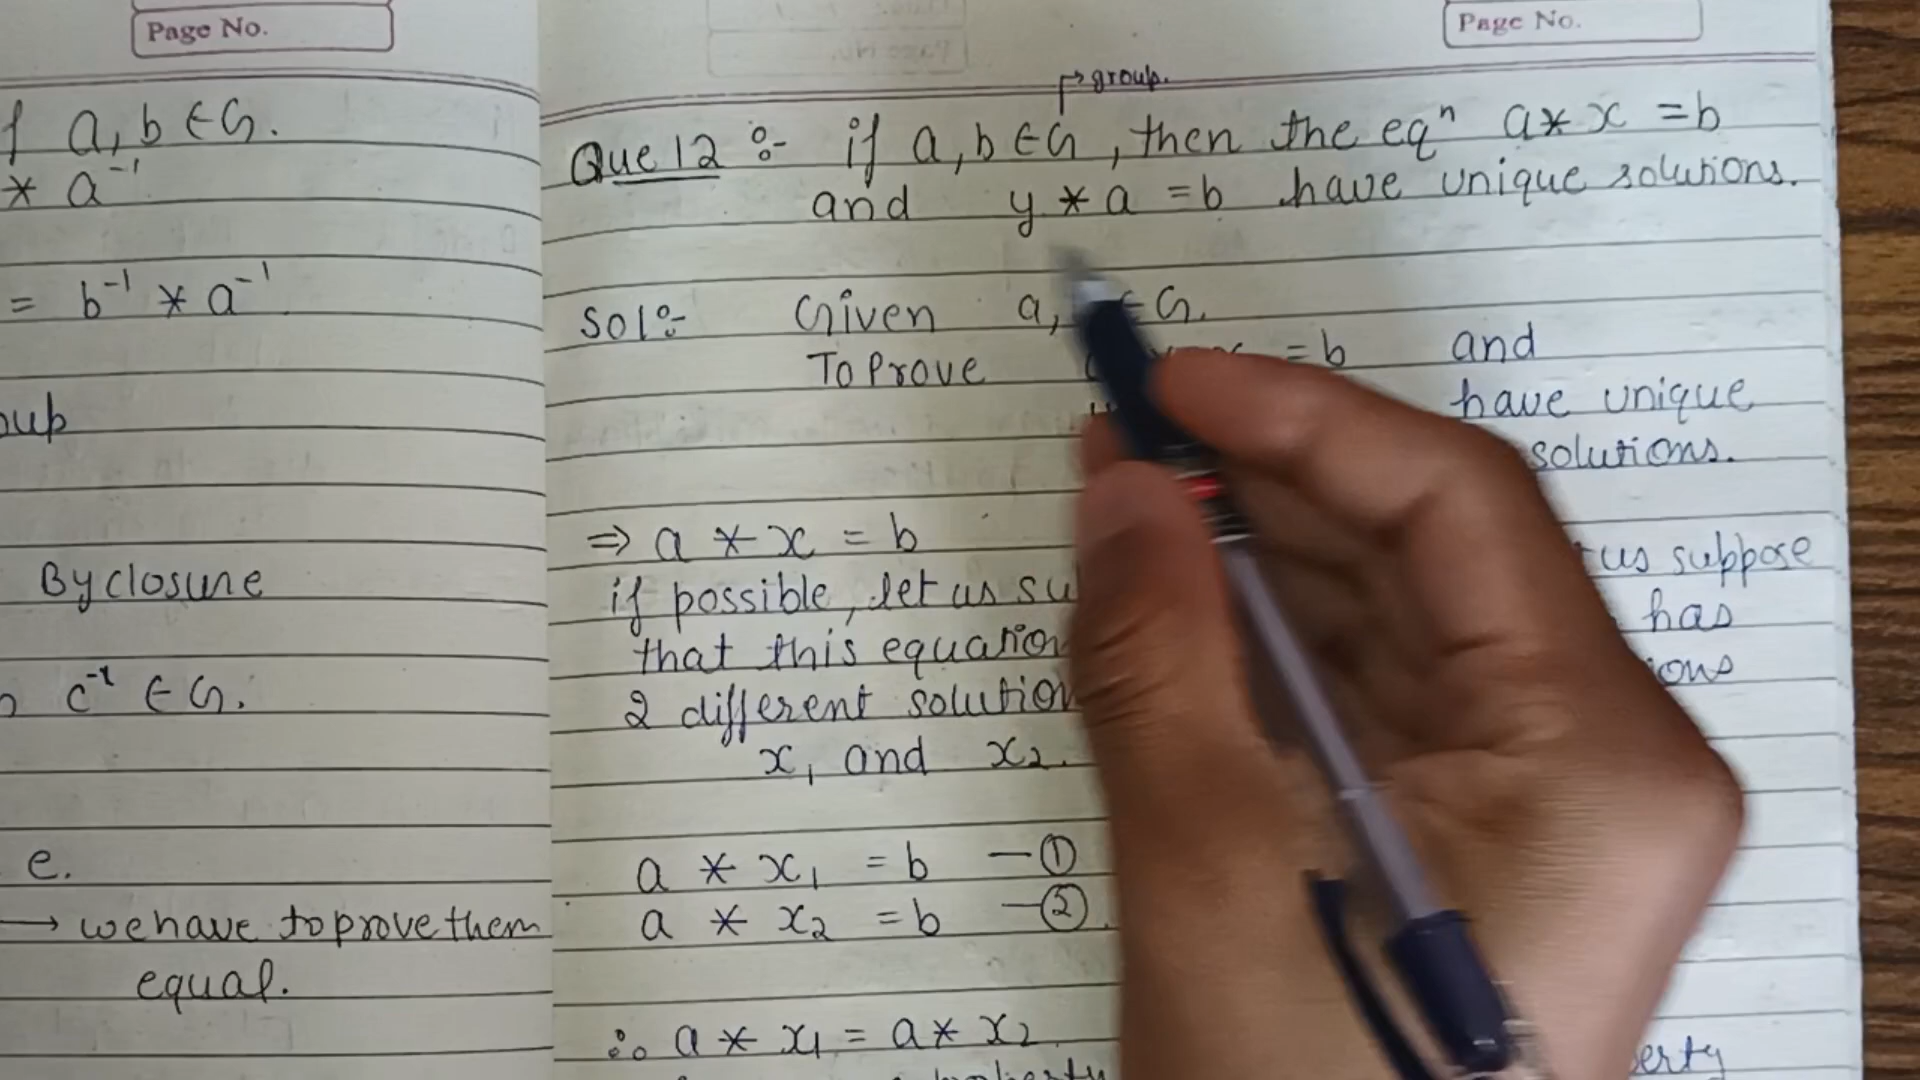 Page No.
a, b ∈ G.
* a⁻¹
= b⁻¹ * a⁻¹
By closure
c⁻¹ ∈ G.
e.
→ we have to prove them
equal.
Page No.
→ group.
Que 12 :- if a, b ∈ G, then the eqⁿ a * x = b
and y * a = b have unique solutions.
Sol:- Given a, ∈ G.
To Prove = b and
have unique
solutions.
⇒ a * x = b
if possible, let us
that this equation
2 different solution
x₁ and x₂.
a * x₁ = b —①
a * x₂ = b —②
∴ a * x₁ = a * x₂
us suppose
has